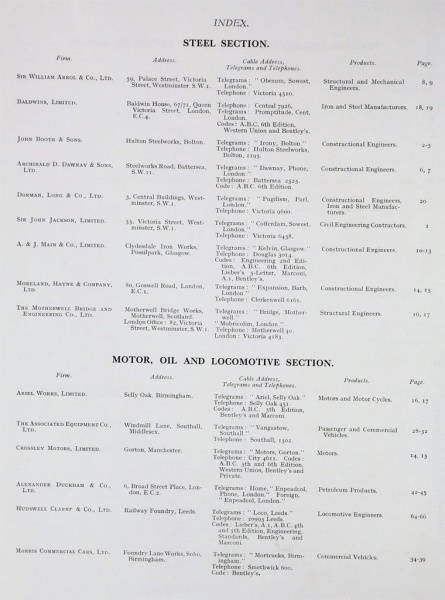 INDEX.
STEEL SECTION.
Firm. Address. Cable Address, Telegrams and Telephones. Products. Page.
SIR WILLIAM ARROL & CO., LTD. 39, Palace Street, Victoria Street, Westminster, S.W.1. Telegrams: "Obexum, Sowest, London." Telephone: Victoria 4510. Structural and Mechanical Engineers. 8, 9
BALDWINS, LIMITED. Baldwin House, 67/71, Queen Victoria Street, London, E.C.4. Telephone: Central 7926. Telegrams: Promptitude, Cent, London. Codes: A.B.C. 6th Edition, Western Union and Bentley's. Iron and Steel Manufacturers. 18, 19
JOHN BOOTH & SONS. Hulton Steelworks, Bolton. Telegrams: "Irony, Bolton." Telephone: Hulton Steelworks, Bolton, 1195. Constructional Engineers. 2-5
ARCHIBALD D. DAWNAY & SONS, LTD. Steelworks Road, Battersea, S.W.11. Telegrams: "Dawnay, Phone, London." Telephone: Battersea 2525. Code: A.B.C. 6th Edition. Constructional Engineers. 6, 7
DORMAN, LONG & CO., LTD. 3, Central Buildings, Westminster, S.W.1. Telegrams: "Pugilism, Parl, London." Telephone: Victoria 9660. Constructional Engineers, Iron and Steel Manufacturers. 20
SIR JOHN JACKSON, LIMITED. 53, Victoria Street, Westminster, S.W.1. Telegrams: "Cofferdam, Sowest, London." Telephone: Victoria 6438. Civil Engineering Contractors. 1
A. & J. MAIN & CO., LIMITED. Clydesdale Iron Works, Possilpark, Glasgow. Telegrams: "Kelvin, Glasgow." Telephone: Douglas 3014. Codes: Engineering 2nd Edition, A.B.C. 6th Edition, Lieber's 5-Letter, Marconi, A.1, Bentley's. Constructional Engineers. 10-13
MORELAND, HAYNE & COMPANY, LTD. 80, Goswell Road, London, E.C.1. Telegrams: "Expansion, Barb, London." Telephone: Clerkenwell 6161. Constructional Engineers. 14, 15
THE MOTHERWELL BRIDGE AND ENGINEERING CO., LTD. Motherwell Bridge Works, Motherwell, Scotland. London Office: 82, Victoria Street, Westminster, S.W.1. Telegrams: "Bridge, Motherwell." "Mobricolim, London." Telephone: Motherwell 40. London: Victoria 4183. Structural Engineers. 16, 17
MOTOR, OIL AND LOCOMOTIVE SECTION.
Firm. Address. Cable Address, Telegrams and Telephones. Products. Page.
ARIEL WORKS, LIMITED. Selly Oak, Birmingham. Telegrams: "Ariel, Selly Oak." Telephone: Selly Oak 451. Codes: A.B.C. 5th Edition, Bentley's and Marconi. Motors and Motor Cycles. 16, 17
THE ASSOCIATED EQUIPMENT CO., LTD. Windmill Lane, Southall, Middlesex. Telegrams: "Vangastow, Southall." Telephone: Southall, 1302. Passenger and Commercial Vehicles. 28-32
CROSSLEY MOTORS, LIMITED. Gorton, Manchester. Telegrams: "Motors, Gorton." Telephone: City 4611. Codes: A.B.C. 5th and 6th Edition, Western Union, Bentley's and Private. Motors. 14, 15
ALEXANDER DUCKHAM & CO., LTD. 6, Broad Street Place, London, E.C.2. Telegrams: Home, "Enpeadcol, Phone, London." Foreign, "Enpeadcol, London." Petroleum Products. 42-45
HUDSWELL CLARKE & CO., LTD. Railway Foundry, Leeds. Telegrams: "Loco, Leeds." Telephone: 20993 Leeds. Codes: Lieber's, A.1, A.B.C. 4th and 5th Edition, Engineering, Standards, Bentley's and Marconi. Locomotive Engineers. 64-66
MORRIS COMMERCIAL CARS, LTD. Foundry Lane Works, Soho, Birmingham. Telegrams: "Mortrucks, Birmingham." Telephone: Smethwick 600. Code: Bentley's. Commercial Vehicles. 34-39